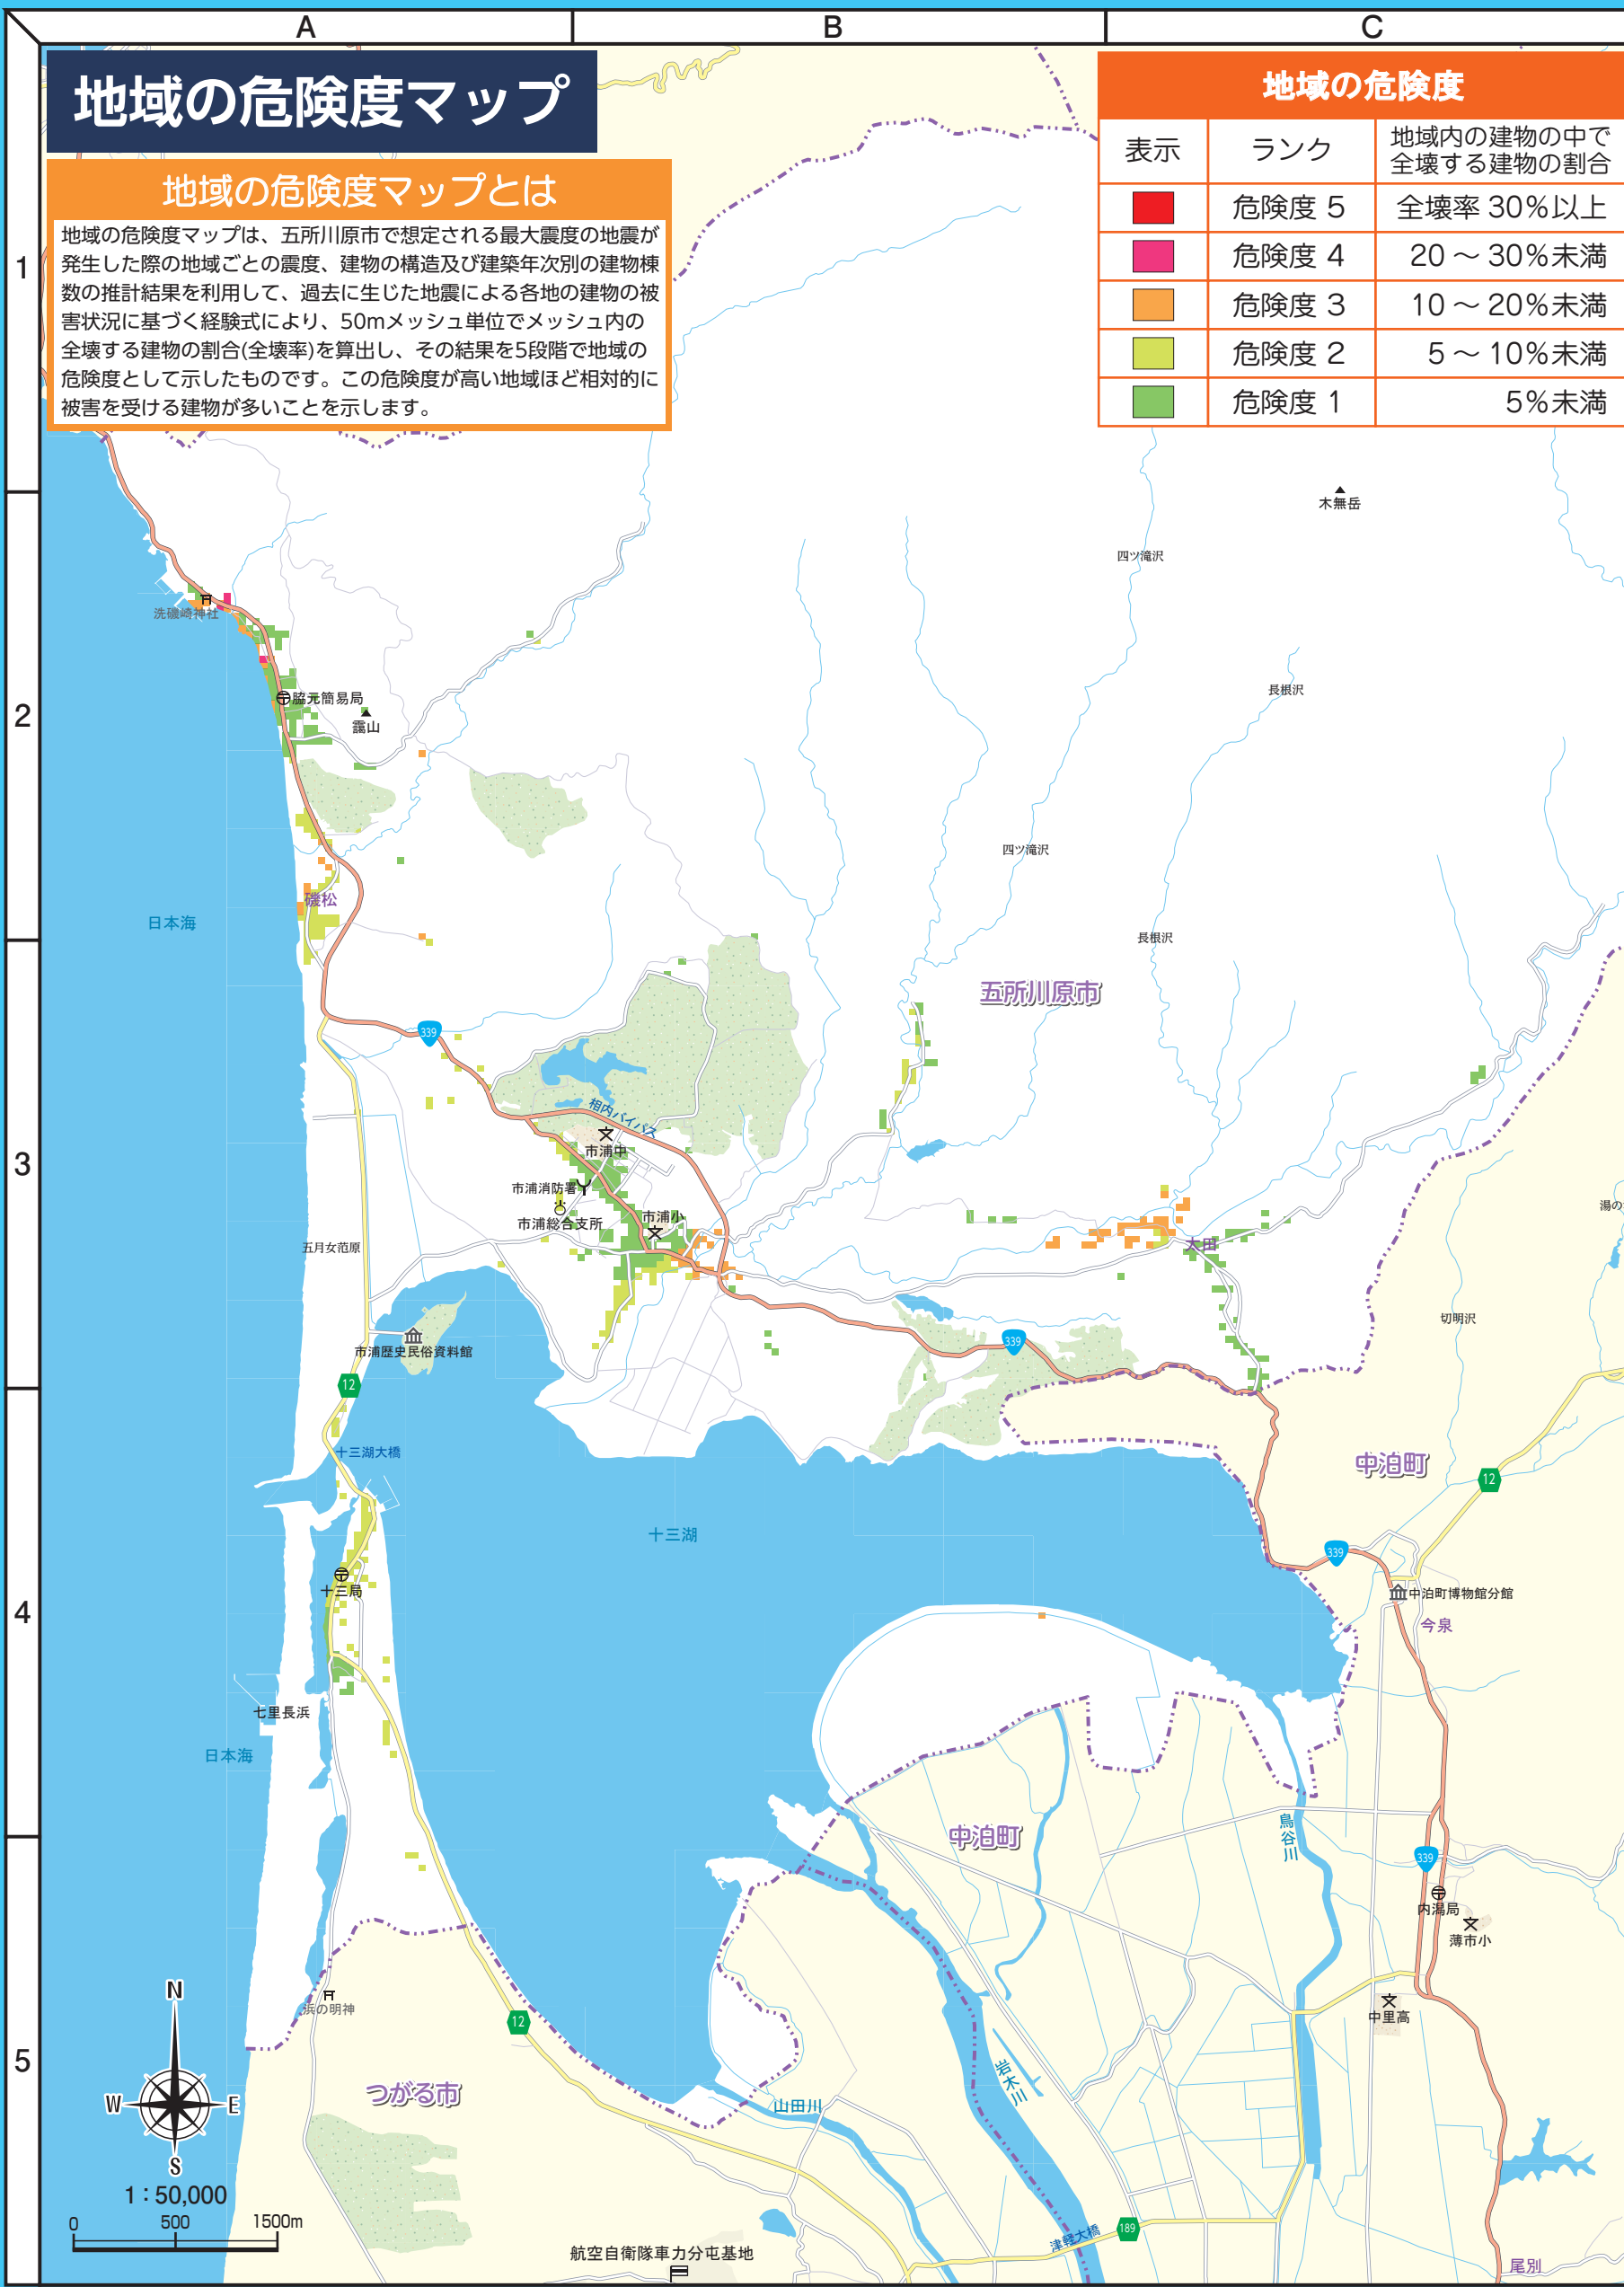 A
B
C
地域の危険度マップ
地域の危険度マップとは
地域の危険度マップは、五所川原市で想定される最大震度の地震が
発生した際の地域ごとの震度、建物の構造及び建築年次別の建物棟
数の推計結果を利用して、過去に生じた地震による各地の建物の被
害状況に基づく経験式により、50mメッシュ単位でメッシュ内の
全壊する建物の割合(全壊率)を算出し、その結果を5段階で地域の
危険度として示したものです。この危険度が高い地域ほど相対的に
被害を受ける建物が多いことを示します。
地域の危険度
表示
ランク
地域内の建物の中で
全壊する建物の割合
危険度 5
全壊率 30%以上
危険度 4
20 ～ 30%未満
危険度 3
10 ～ 20%未満
危険度 2
5 ～ 10%未満
危険度 1
5%未満
1
木無岳
四ツ滝沢
洗磯崎神社
長根沢
脇元簡易局
2
靄山
四ツ滝沢
磯松
日本海
長根沢
五所川原市
339
相内バイパス
市浦中
3
市浦消防署
市浦総合支所
市浦小
湯の
大田
五月女范原
切明沢
339
市浦歴史民俗資料館
12
十三湖大橋
中泊町
12
十三湖
339
十三局
中泊町博物館分館
4
今泉
七里長浜
日本海
鳥谷川
中泊町
339
内潟局
薄市小
N
浜の明神
中里高
12
5
岩木川
つがる市
W
E
山田川
S
1：50,000
0
500
1500m
189
津軽大橋
航空自衛隊車力分屯基地
尾別